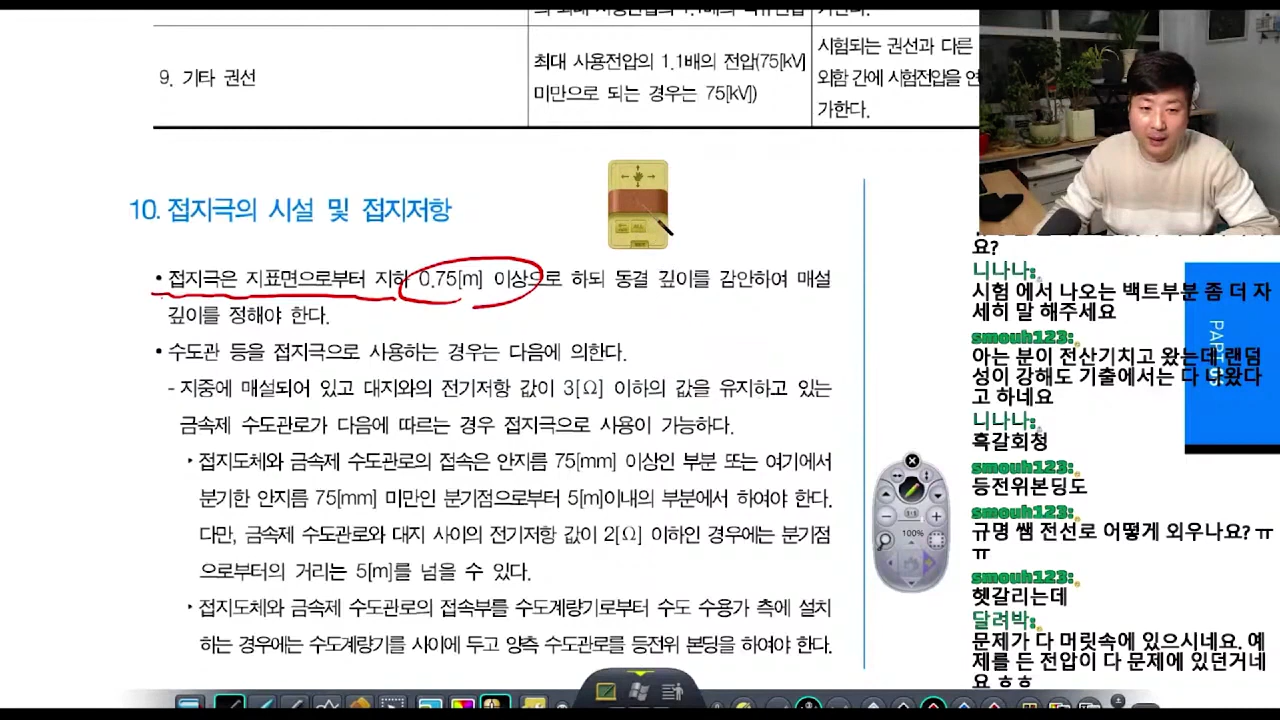 9. 기타 권선
최대 사용전압의 1.1배의 전압(75[kV]
미만으로 되는 경우는 75[kV])
시험되는 권선과 다른
외함 간에 시험전압을 연
가한다.
10. 접지극의 시설 및 접지저항
• 접지극은 지표면으로부터 지하 0.75[m] 이상으로 하되 동결 깊이를 감안하여 매설
깊이를 정해야 한다.
• 수도관 등을 접지극으로 사용하는 경우는 다음에 의한다.
- 지중에 매설되어 있고 대지와의 전기저항 값이 3[Ω] 이하의 값을 유지하고 있는
금속제 수도관로가 다음에 따르는 경우 접지극으로 사용이 가능하다.
‣ 접지도체와 금속제 수도관로의 접속은 안지름 75[mm] 이상인 부분 또는 여기에서
분기한 안지름 75[mm] 미만인 분기점으로부터 5[m]이내의 부분에서 하여야 한다.
다만, 금속제 수도관로와 대지 사이의 전기저항 값이 2[Ω] 이하인 경우에는 분기점
으로부터의 거리는 5[m]를 넘을 수 있다.
‣ 접지도체와 금속제 수도관로의 접속부를 수도계량기로부터 수도 수용가 측에 설치
하는 경우에는 수도계량기를 사이에 두고 양측 수도관로를 등전위 본딩을 하여야 한다.
100%
PART
요?
니나나:
시험 에서 나오는 백트부분 좀 더 자
세히 말 해주세요
smouh123:
아는 분이 전산기치고 왔는데 랜덤
성이 강해도 기출에서는 다 나왔다
고 하네요
니나나:
흑갈회청
smouh123:
등전위본딩도
smouh123:
규명 쌤 전선로 어떻게 외우나요? ㅠ
ㅠ
smouh123:
헷갈리는데
달려박:
문제가 다 머릿속에 있으시네요. 예
제를 든 전압이 다 문제에 있던거네
요 ㅎㅎ